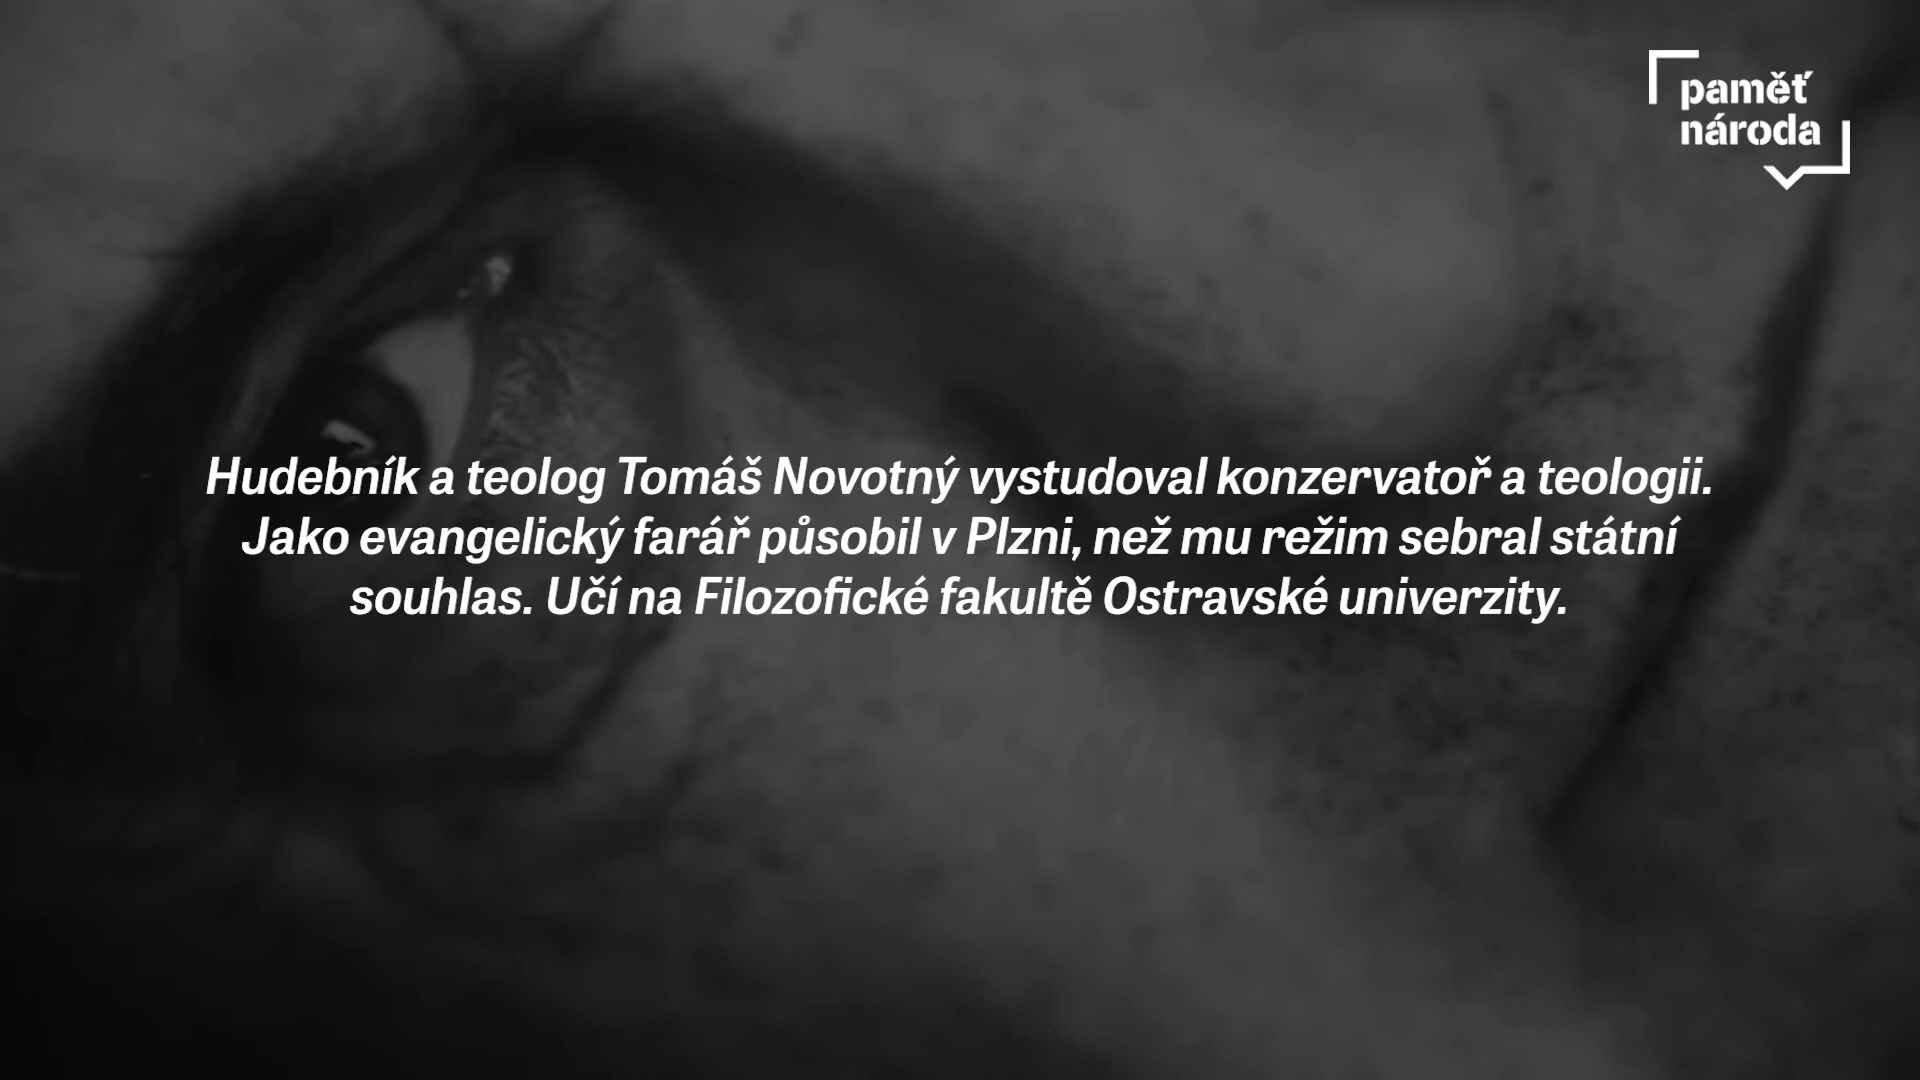 paměť
národa
Hudebník a teolog Tomáš Novotný vystudoval konzervatoř a teologii.
Jako evangelický farář působil v Plzni, než mu režim sebral státní
souhlas. Učí na Filozofické fakultě Ostravské univerzity.